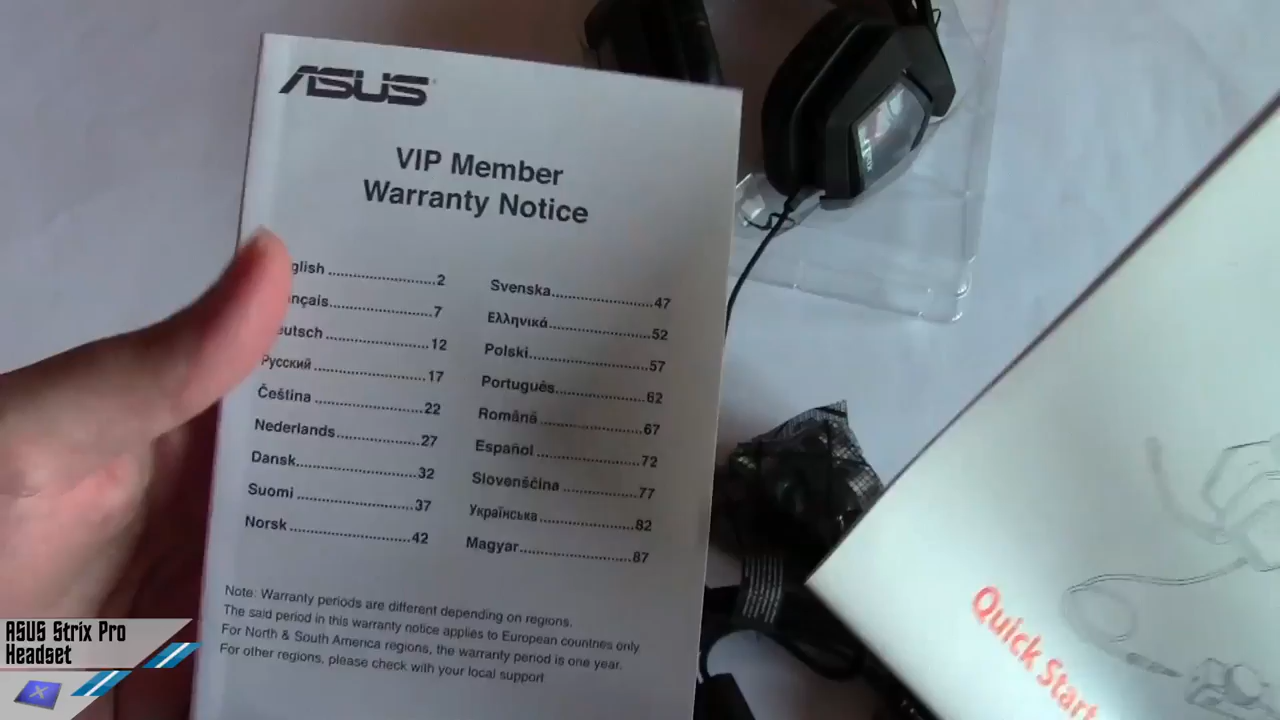 ASUS
VIP Member
Warranty Notice
glish ........................... 2
nçais ........................... 7
eutsch ........................... 12
Русский ........................... 17
Čeština ........................... 22
Nederlands ........................... 27
Dansk ........................... 32
Suomi ........................... 37
Norsk ........................... 42
Svenska ........................... 47
Ελληνικά ........................... 52
Polski ........................... 57
Português ........................... 62
Română ........................... 67
Español ........................... 72
Slovenščina ........................... 77
Українська ........................... 82
Magyar ........................... 87
Note: Warranty periods are different depending on regions.
The said period in this warranty notice applies to European countries only.
For North & South America regions, the warranty period is one year.
For other regions, please check with your local support
Quick Start
ASUS Strix Pro
Headset